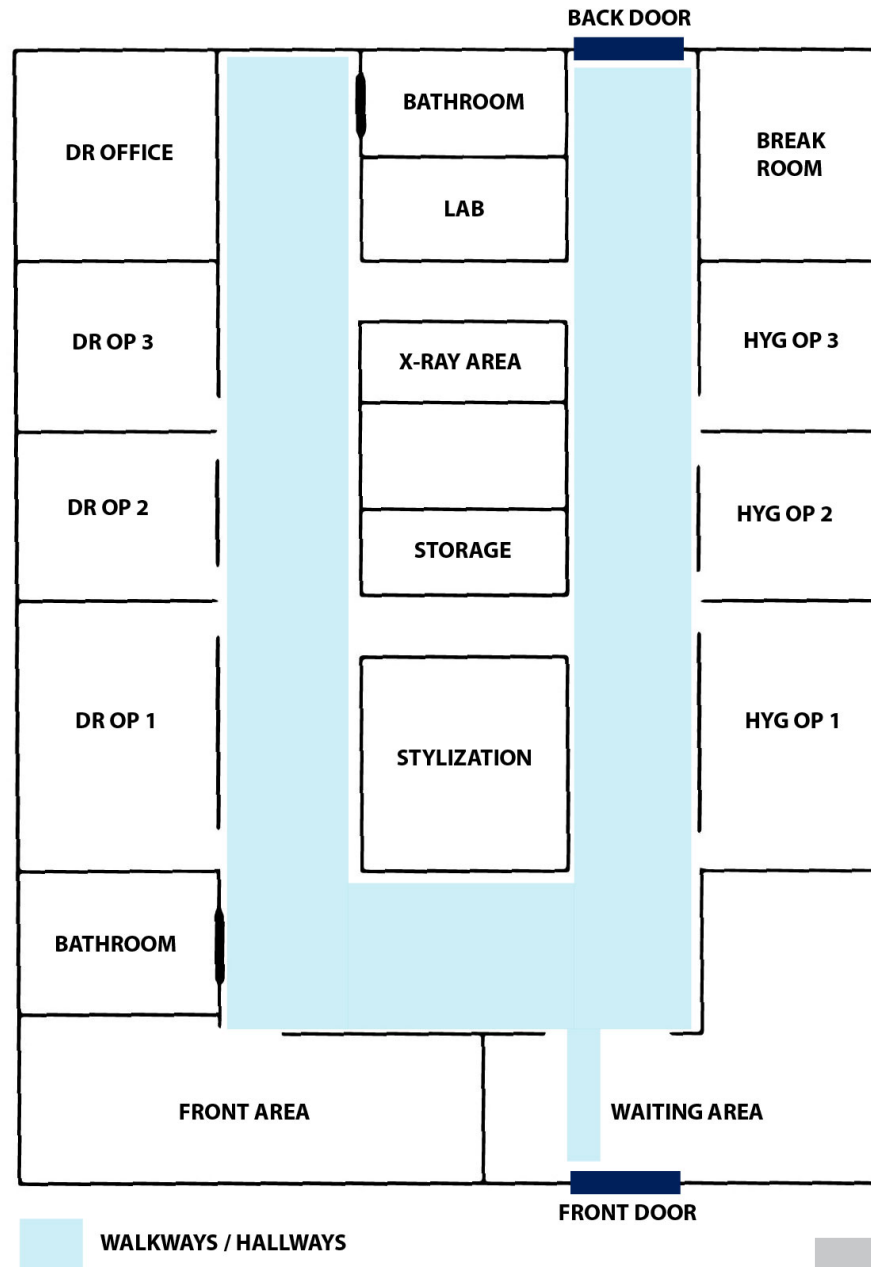 BACK DOOR
BATHROOM
DR OFFICE
BREAK
ROOM
LAB
DR OP 3
X-RAY AREA
HYG OP 3
DR OP 2
HYG OP 2
STORAGE
DR OP 1
HYG OP 1
STYLIZATION
BATHROOM
FRONT AREA
WAITING AREA
FRONT DOOR
WALKWAYS / HALLWAYS